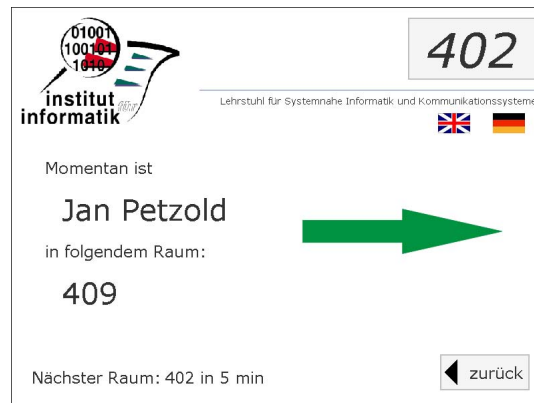 01001
100101
1010
402
institut
informatik
Lehrstuhl für Systemnahe Informatik und Kommunikationssysteme
Momentan ist
Jan Petzold
in folgendem Raum:
409
Nächster Raum: 402 in 5 min
zurück